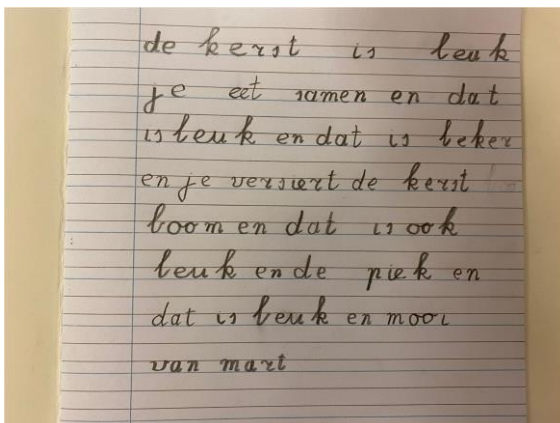 de kerst is leuk
je eet samen en dat
is leuk en dat is leker
en je versiert de kerst
boom en dat is ook
leuk en de piek en
dat is leuk en mooi
van mart